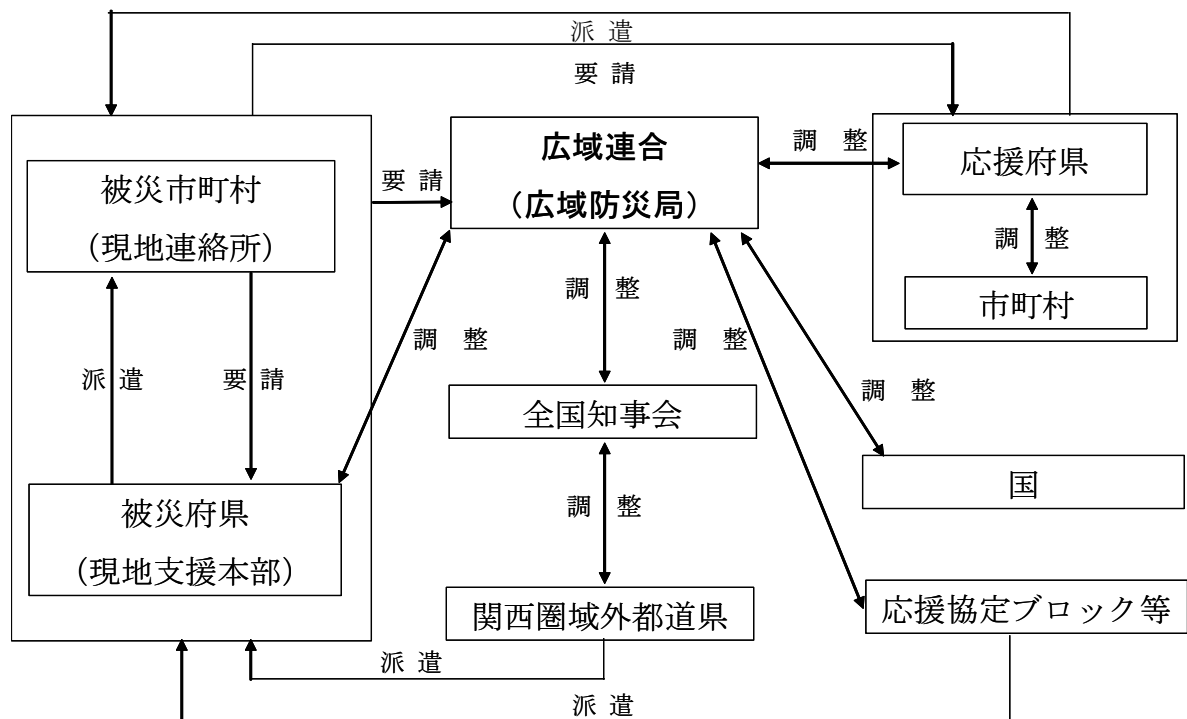 派 遣
要 請
広域連合
（広域防災局）
調 整
応援府県
調 整
市町村
被災市町村
（現地連絡所）
要 請
調 整
調 整
調 整
派 遣
要 請
全国知事会
調 整
被災府県
（現地支援本部）
調 整
国
関西圏域外都道県
応援協定ブロック等
派 遣
派 遣